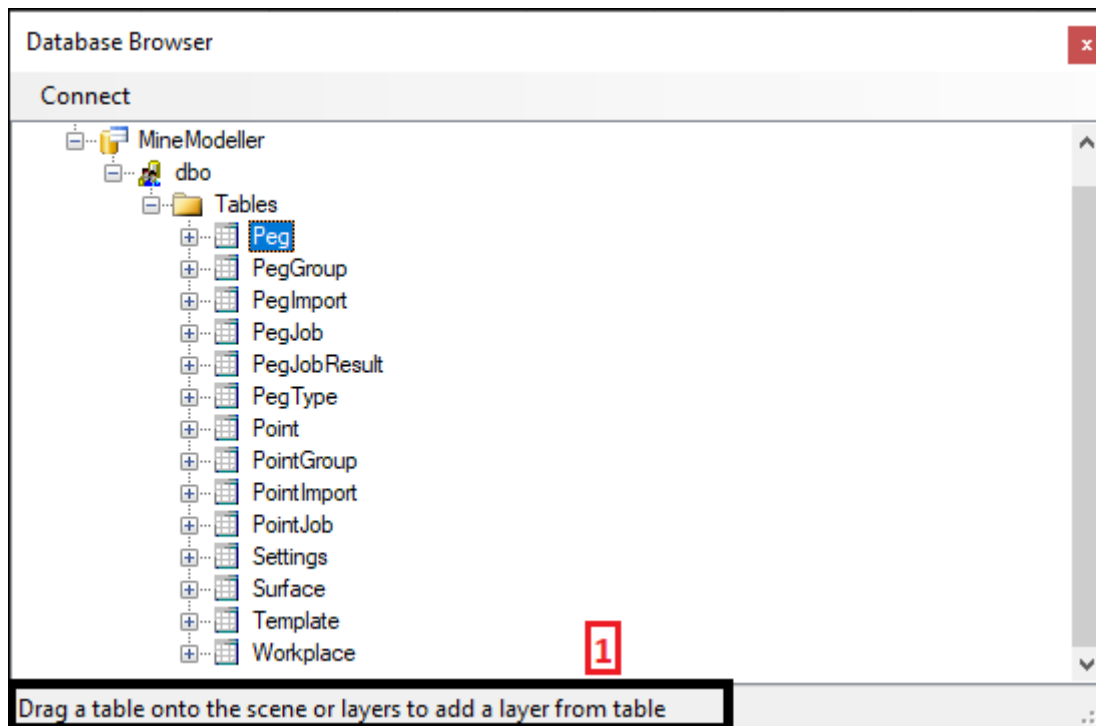 Database Browser
x
Connect
MineModeller
dbo
Tables
Peg
PegGroup
PegImport
PegJob
PegJobResult
PegType
Point
PointGroup
PointImport
PointJob
Settings
Surface
Template
Workplace
1
Drag a table onto the scene or layers to add a layer from table